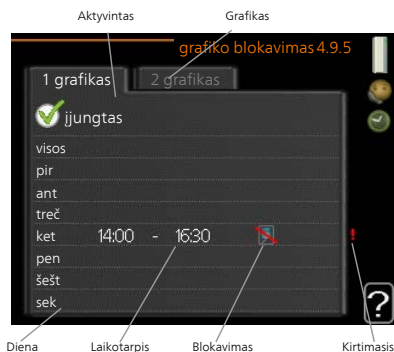 Aktyvintas Grafikas
grafiko blokavimas 4.9.5
1 grafikas 2 grafikas
įjungtas
visos
pir
ant
treč
ket 14:00 - 16:30 !
pen
šešt
sek
?
Diena Laikotarpis Blokavimas Kirtimasis